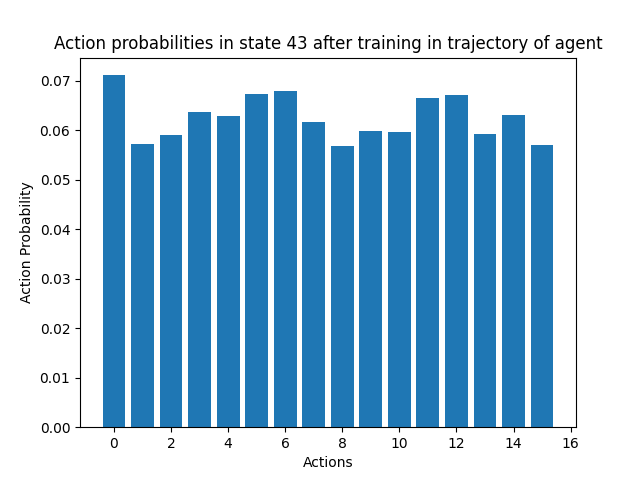 Action probabilities in state 43 after training in trajectory of agent
0.07
0.06
0.05
0.04
0.03
0.02
0.01
0.00
Action Probability
0 2 4 6 8 10 12 14 16
Actions